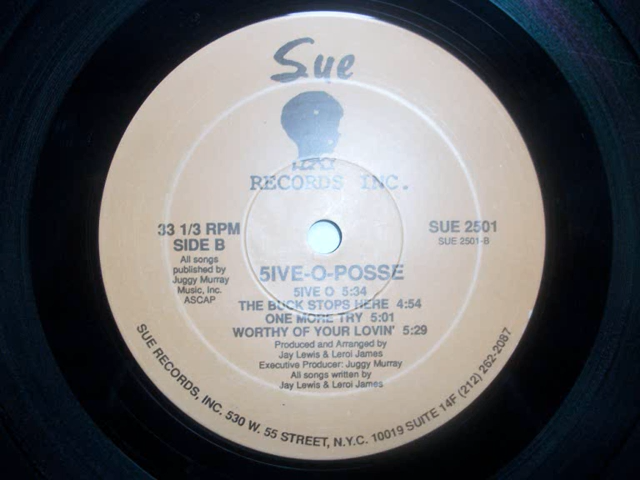 Sue
RECORDS INC.
33 1/3 RPM
SIDE B
All songs
published by
Juggy Murray
Music, Inc.
ASCAP
SUE 2501
SUE 2501-B
5IVE-O-POSSE
5IVE O 5:34
THE BUCK STOPS HERE 4:54
ONE MORE TRY 5:01
WORTHY OF YOUR LOVIN' 5:29
Produced and Arranged by
Jay Lewis & Leroi James
Executive Producer: Juggy Murray
All songs written by
Jay Lewis & Leroi James
SUE RECORDS, INC. 530 W. 55 STREET, N.Y.C. 10019 SUITE 14F (212) 262-2087